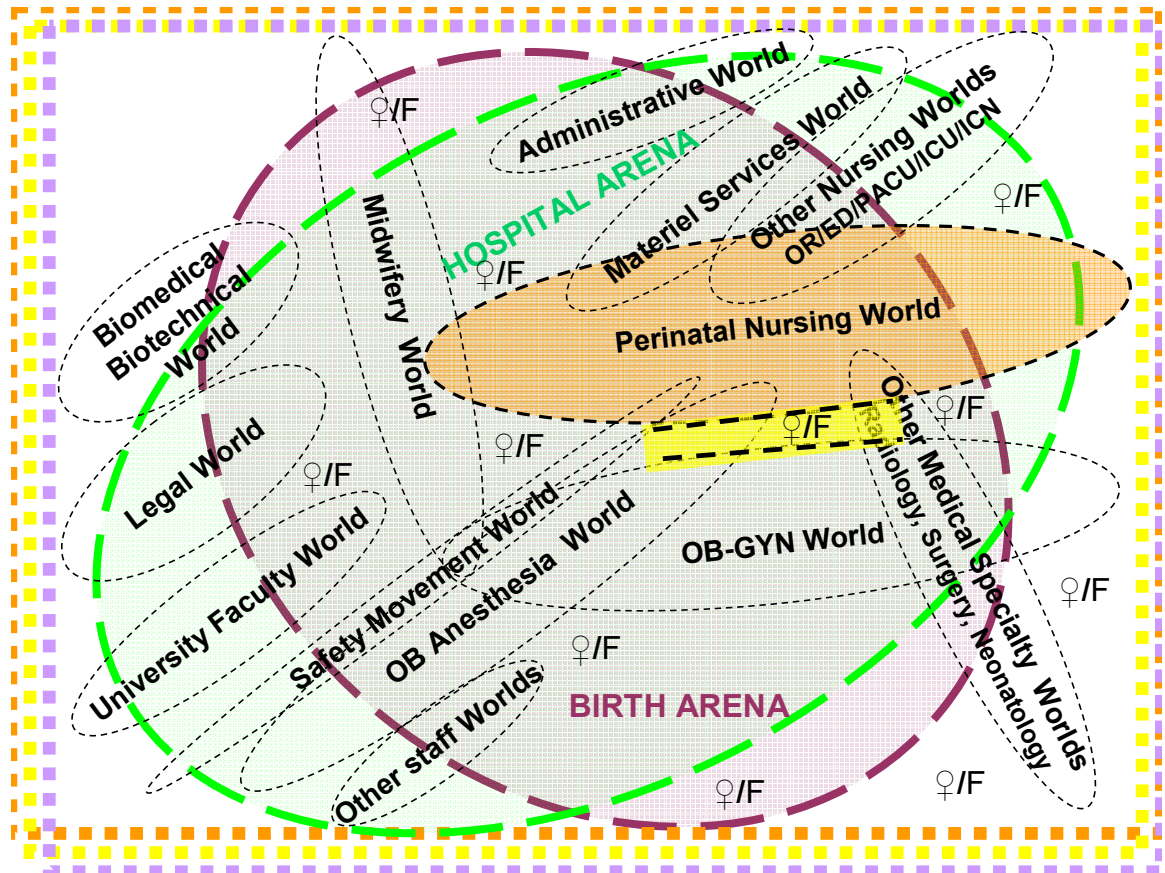 ♀/F
Administrative World
HOSPITAL ARENA
Materiel Services World
Other Nursing Worlds
OR/ED/PACU/ICU/ICN
♀/F
Midwifery World
♀/F
Biomedical
Biotechnical
World
Perinatal Nursing World
Legal World
♀/F
♀/F
♀/F
♀/F
Other Medical Specialty Worlds
Radiology, Surgery, Neonatology
University Faculty World
Safety Movement World
OB Anesthesia World
OB-GYN World
♀/F
♀/F
BIRTH ARENA
Other staff Worlds
♀/F
♀/F